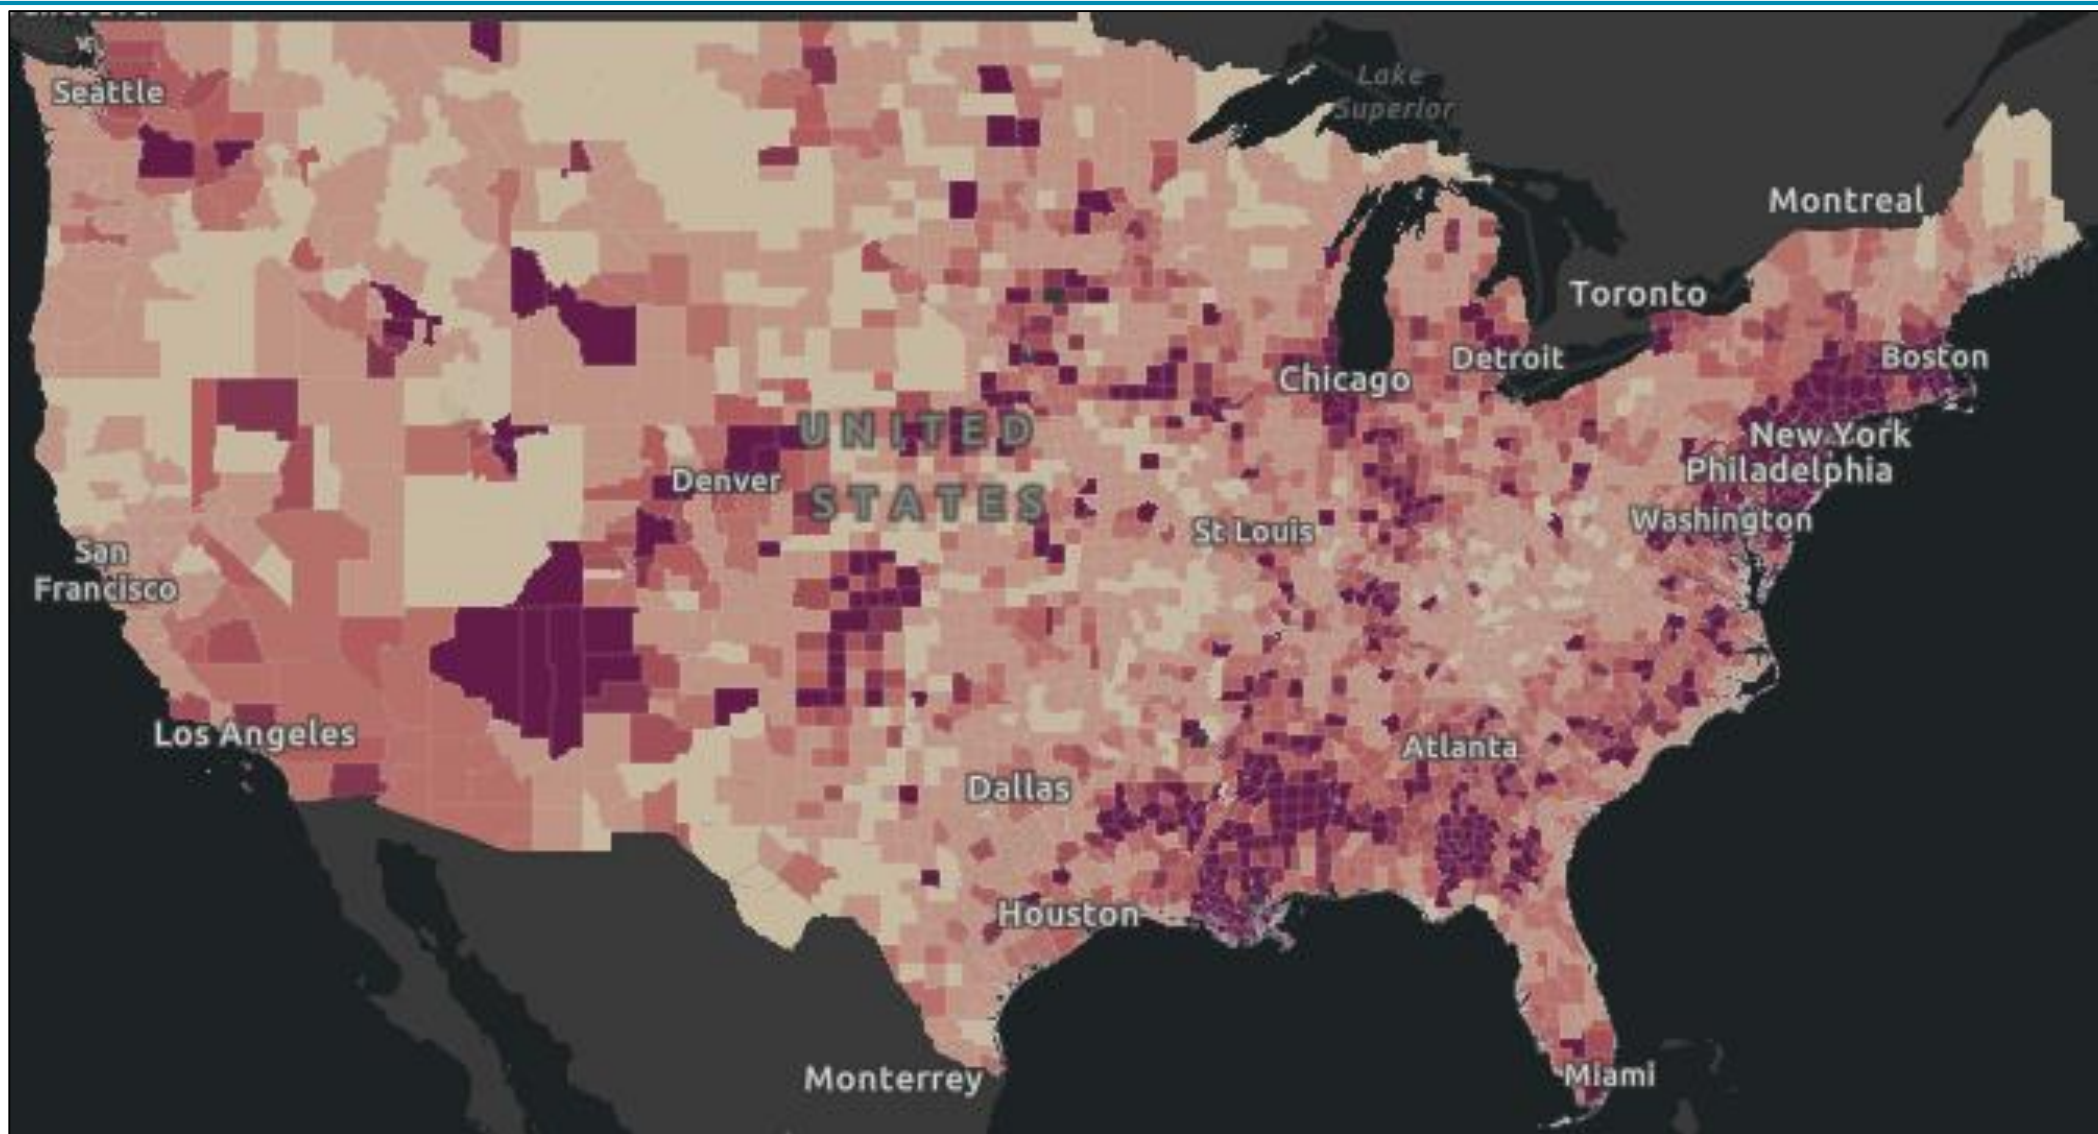 Seattle
Lake
Superior
Montreal
Toronto
Boston
Detroit
Chicago
UNITED
New York
Denver
Philadelphia
STATES
Washington
St Louis
San
Francisco
Los Angeles
Atlanta
Dallas
Houston
Monterrey
Miami